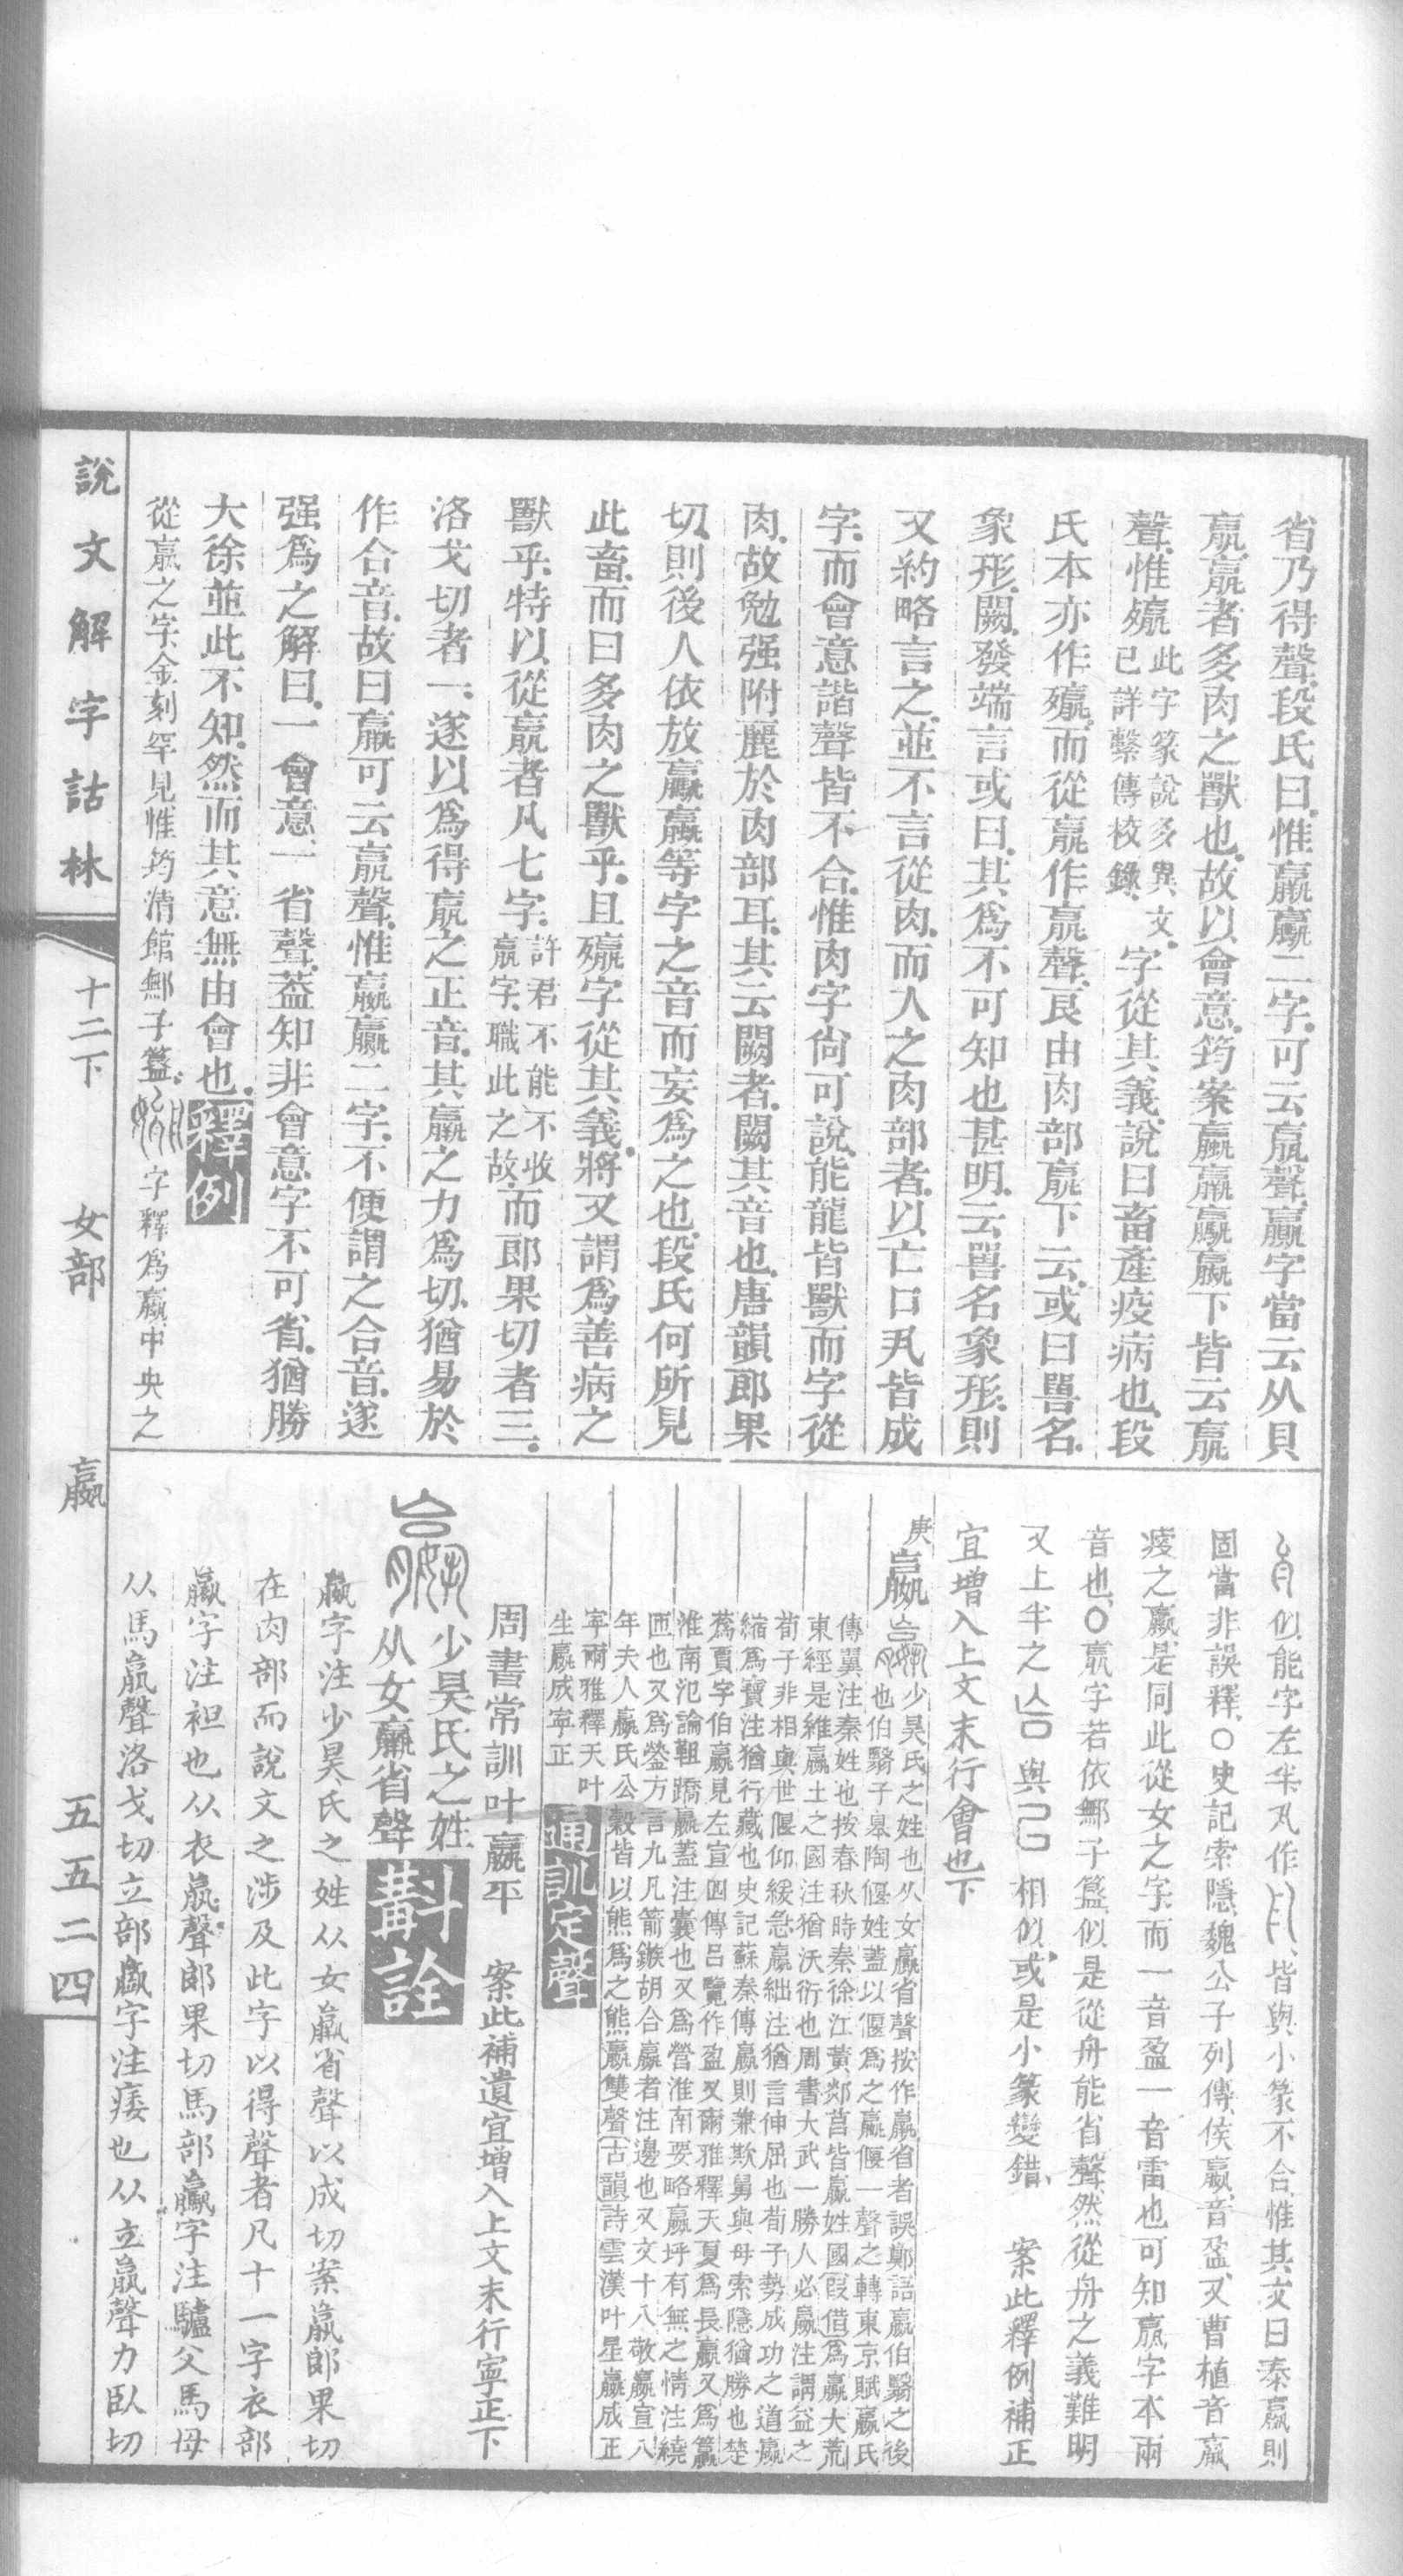 省乃得聲段氏曰惟羸贏二字可云𣎆聲贏字當云从貝
𣎆𣎆者多肉之獸也故以會意筠案
下皆云𣎆
聲惟
此字篆說多異文
已詳繫傳校錄
字從其義說曰畜產疫病也段
氏本亦作
而從𣎆作𣎆聲良由肉部𣎆下云或曰嘼名
象形闕發端言或曰其爲不可知也甚明云嘼名象形則
又約略言之並不言從肉而人之肉部者以亡口丮皆成
字而會意諧聲皆不合惟肉字尙可說能龍皆獸而字從
肉故勉强附麗於肉部耳其云闕者闕其音也唐韻郎果
切則後人依放
等字之音而妄爲之也段氏何所見
此畜而曰多肉之獸乎且
字從其義將又謂爲善病之
獸乎特以從𣎆者凡七字
許君不能不收
𣎆字職此之故
而郎果切者三
洛戈切者一遂以爲得𣎆之正音其羸之力爲切猶易於
作合音故曰羸可云𣎆聲惟嬴贏二字不便謂之合音遂
强爲之解曰一會意一省聲蓋知非會意字不可省猶勝
大徐並此不知然而其意無由會也
釋例
從𣎆之字金刻罕見惟筠清館鄦子簠
字釋爲嬴中央之
似能字左半丮作
皆與小篆不合惟其文曰秦嬴則
固當非誤釋〇史記索隱魏公子列傳侯嬴音盈又曹植音羸
瘦之羸是同此從女之字而一音盈一音雷也可知𣎆字本兩
音也〇𣎆字若依鄦子簠似是從舟能省聲然從舟之義難明
又上半之
與
相似或是小篆變錯 案此釋例補正
宜增入上文末行會也下
庚
嬴
少昊氏之姓也从女羸省聲按作嬴省者誤鄭語嬴伯翳之後
也伯翳子皋陶偃姓蓋以偃爲之嬴偃一聲之轉東京賦嬴氏
傳翼注秦姓也按春秋時秦徐江黃郯莒皆嬴姓國假借爲嬴大荒
東經是維嬴土之國注猶沃衍也周書大武一勝人必嬴注謂益之
荀子非相與世偃仰緩急嬴絀注猶言伸屈也荀子勢成功之道嬴
縮爲寶注猶行藏也史記蘇秦傳嬴則兼欺舅與母索隱猶勝也楚
蒍賈字伯嬴見左宣四傳呂覽作盈又爾雅釋天夏爲長嬴又爲籯
淮南氾論䩞蹻嬴蓋注囊也又爲營淮南要略嬴坪有無之情注繞
匝也又爲鎣方言九凡箭鏃胡合嬴者注邊也又文十八敬嬴宣八
年夫人嬴氏公穀皆以熊爲之熊嬴雙聲古韻詩雲漢叶星嬴成正
寧爾雅釋天叶
生嬴成寧正
通訓定聲
周書常訓叶嬴平 案此補遺宜增入上文末行寧正下
少昊氏之姓
从女羸省聲
斠詮
嬴字注少昊氏之姓从女羸省聲以成切案𣎆郎果切
在肉部而說文之涉及此字以得聲者凡十一字衣部
臝字注袒也从衣𣎆聲郎果切馬部驘字注驢父馬母
从馬𣎆聲洛戈切立部
字注痿也从立𣎆聲力臥切
說文解字詁林
十二下
女部
嬴
五五二四